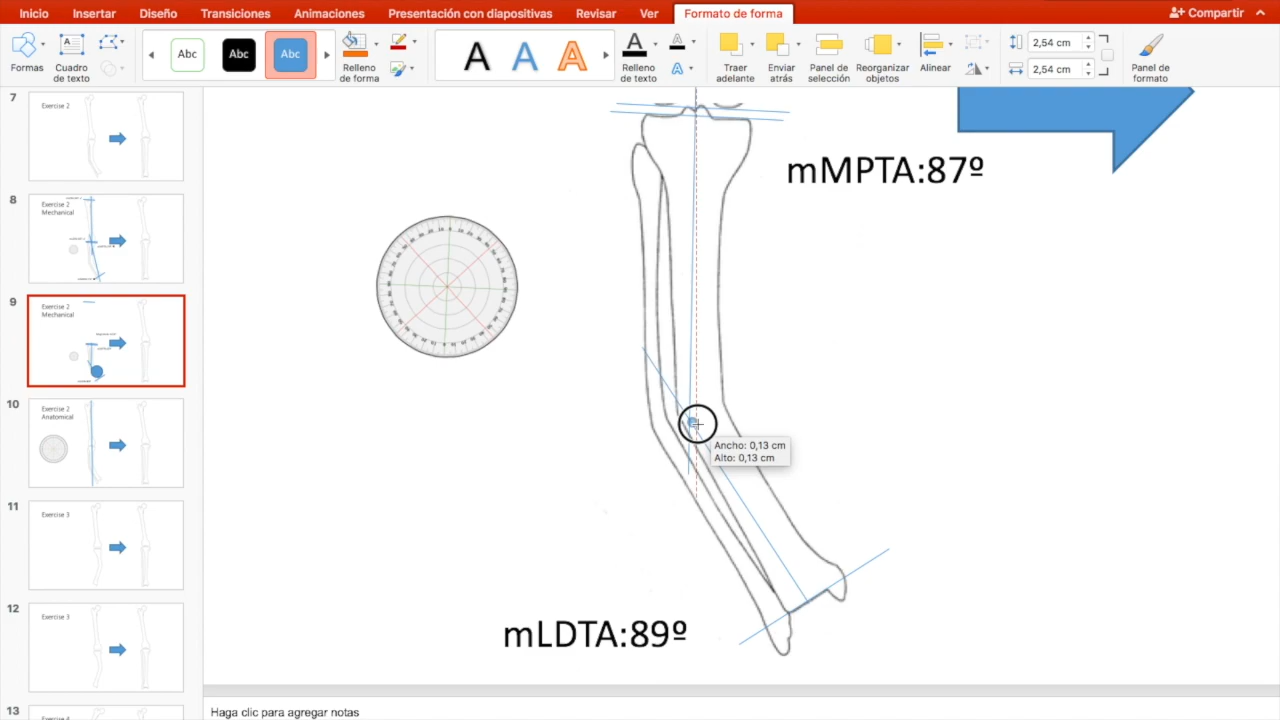 Inicio Insertar Diseño Transiciones Animaciones Presentación con diapositivas Revisar Ver Formato de forma Compartir
Formas
Cuadro de texto
Abc Abc Abc
Relleno de forma
A A A
Relleno de texto
Traer adelante
Enviar atrás
Panel de selección
Reorganizar objetos
Alinear
2,54 cm
2,54 cm
Panel de formato
7
Exercise 2
8
Exercise 2
Mechanical
9
Exercise 2
Mechanical
10
Exercise 2
Anatomical
11
Exercise 3
12
Exercise 3
13
mMPTA:87º
Ancho: 0,13 cm
Alto: 0,13 cm
mLDTA:89º
Haga clic para agregar notas